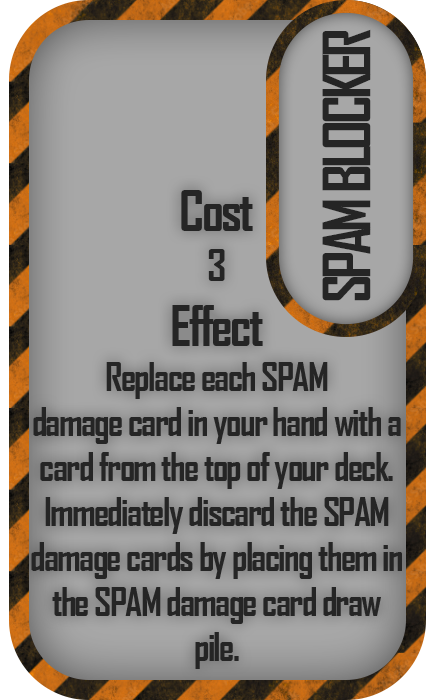 SPAM BLOCKER
Cost
3
Effect
Replace each SPAM
damage card in your hand with a
card from the top of your deck.
Immediately discard the SPAM
damage cards by placing them in
the SPAM damage card draw
pile.